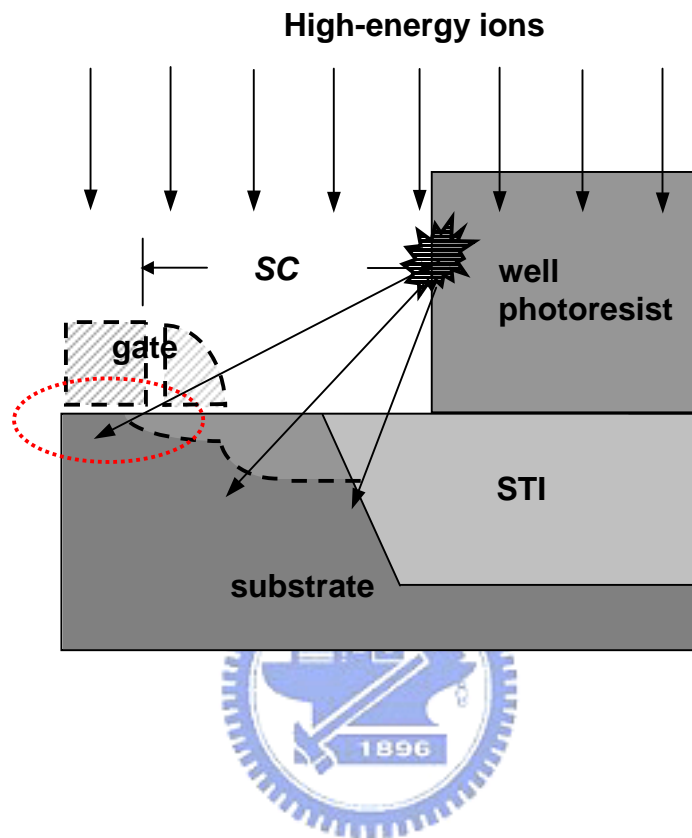 High-energy ions
SC
well
photoresist
gate
STI
substrate
1896